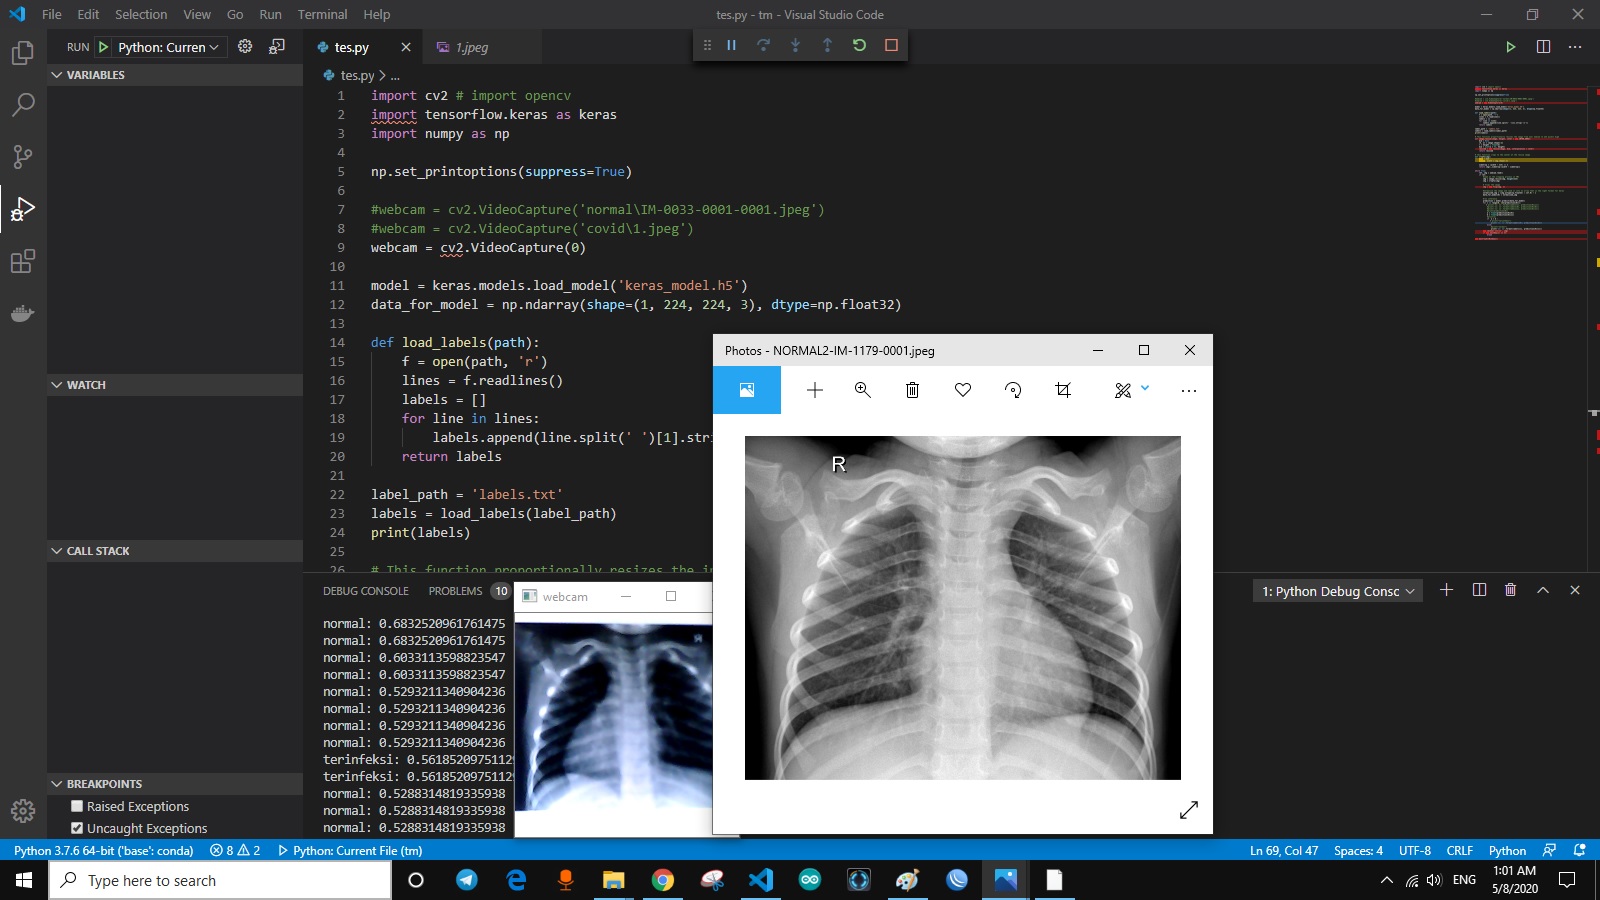 File Edit Selection View Go Run Terminal Help
tes.py - tm - Visual Studio Code
RUN Python: Curren
tes.py
1.jpeg
VARIABLES
tes.py > ...
1 import cv2 # import opencv
2 import tensorflow.keras as keras
3 import numpy as np
4
5 np.set_printoptions(suppress=True)
6
7 #webcam = cv2.VideoCapture('normal\IM-0033-0001-0001.jpeg')
8 #webcam = cv2.VideoCapture('covid\1.jpeg')
9 webcam = cv2.VideoCapture(0)
10
11 model = keras.models.load_model('keras_model.h5')
12 data_for_model = np.ndarray(shape=(1, 224, 224, 3), dtype=np.float32)
13
14 def load_labels(path):
15 f = open(path, 'r')
16 lines = f.readlines()
17 labels = []
18 for line in lines:
19 labels.append(line.split(' ')[1].stri
20 return labels
21
22 label_path = 'labels.txt'
23 labels = load_labels(label_path)
24 print(labels)
25
26 # This function proportionally resizes the i
WATCH
CALL STACK
BREAKPOINTS
Raised Exceptions
Uncaught Exceptions
Photos - NORMAL2-IM-1179-0001.jpeg
R
DEBUG CONSOLE PROBLEMS 10
1: Python Debug Consc
webcam
normal: 0.6832520961761475
normal: 0.6832520961761475
normal: 0.6033113598823547
normal: 0.6033113598823547
normal: 0.5293211340904236
normal: 0.5293211340904236
normal: 0.5293211340904236
normal: 0.5293211340904236
terinfeksi: 0.5618520975112
terinfeksi: 0.5618520975112
normal: 0.5288314819335938
normal: 0.5288314819335938
normal: 0.5288314819335938
Python 3.7.6 64-bit ('base': conda) 8 2 Python: Current File (tm)
Ln 69, Col 47 Spaces: 4 UTF-8 CRLF Python
Type here to search
ENG
1:01 AM
5/8/2020